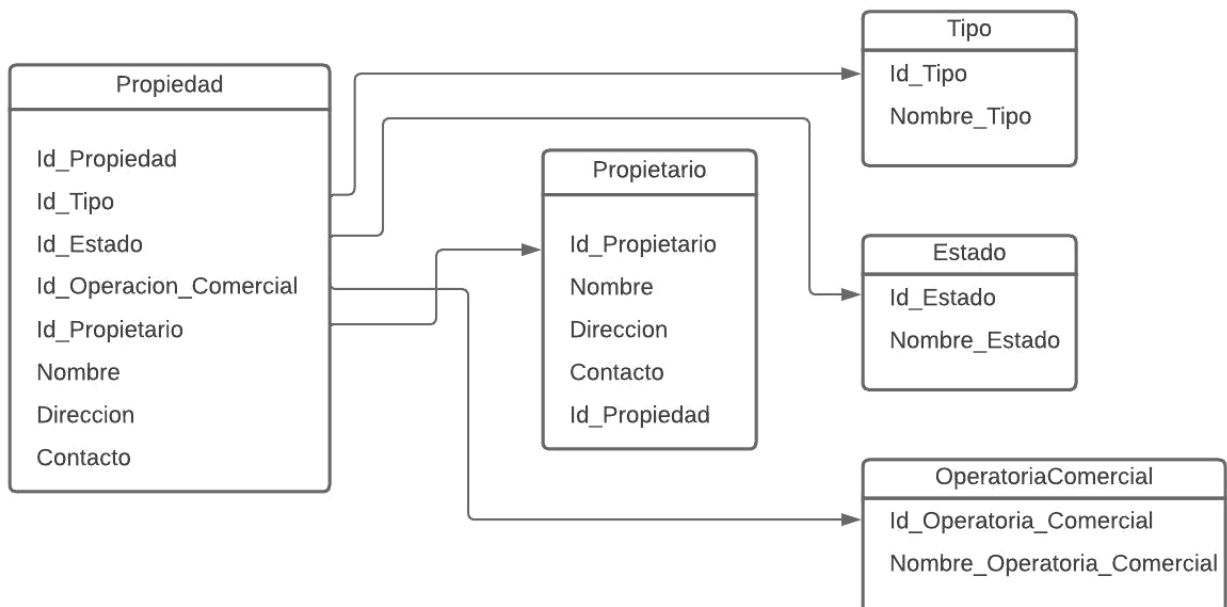 Propiedad
Id_Propiedad
Id_Tipo
Id_Estado
Id_Operacion_Comercial
Id_Propietario
Nombre
Direccion
Contacto
Propietario
Id_Propietario
Nombre
Direccion
Contacto
Id_Propiedad
Tipo
Id_Tipo
Nombre_Tipo
Estado
Id_Estado
Nombre_Estado
OperatoriaComercial
Id_Operatoria_Comercial
Nombre_Operatoria_Comercial